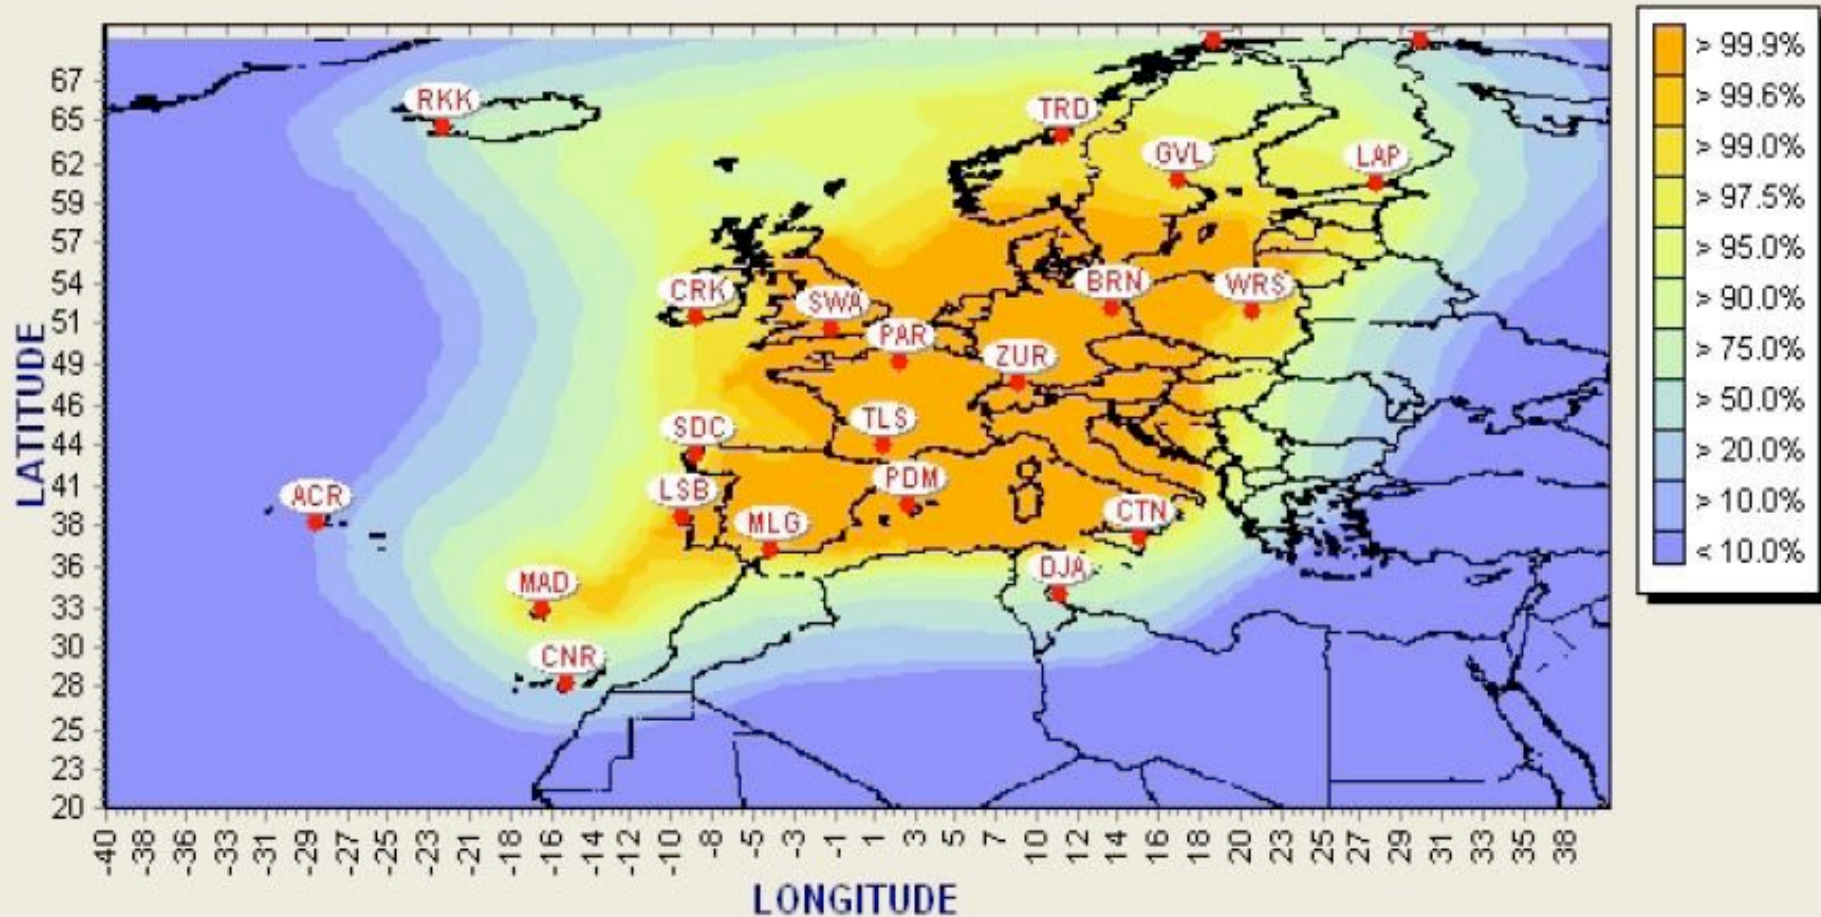 > 99.9%
> 99.6%
> 99.0%
> 97.5%
> 95.0%
> 90.0%
> 75.0%
> 50.0%
> 20.0%
> 10.0%
< 10.0%
LATITUDE
67
65
62
59
57
54
51
49
46
44
41
38
36
33
30
28
25
23
20
RKK
TRD
GVL
LAP
CRK
SWA
BRN
WRS
PAR
ZUR
TLS
SDC
PDM
LSB
ACR
MLG
CTN
DJA
MAD
CNR
-40 -38 -36 -33 -31 -29 -27 -25 -23 -20 -18 -16 -14 -12 -10 -8 -5 -3 -1 1 3 5 7 10 12 14 16 18 20 23 25 27 29 31 33 35 38
LONGITUDE